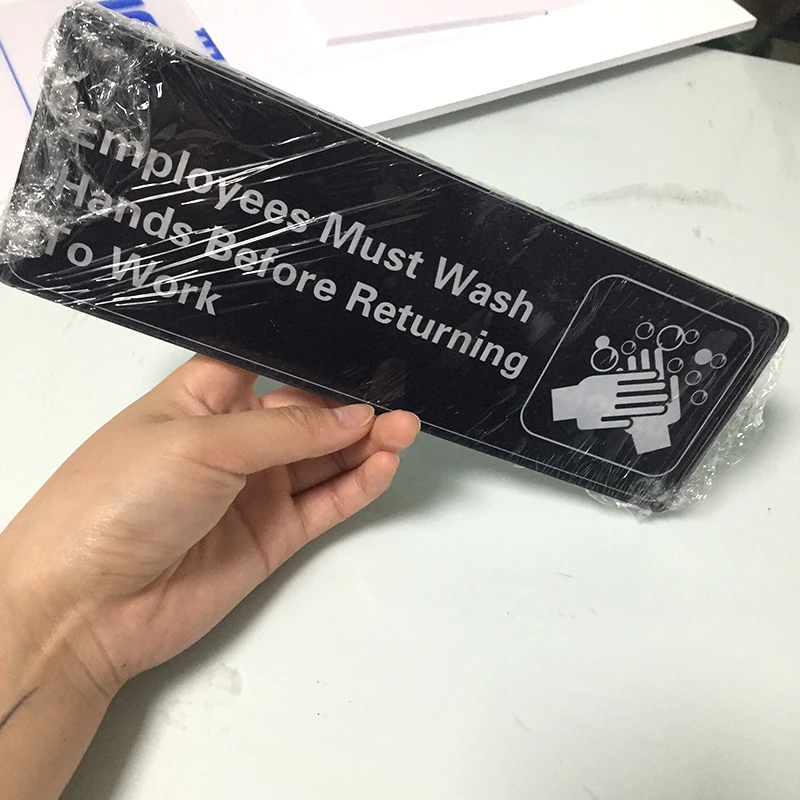 Employees Must Wash
Hands Before Returning
To Work